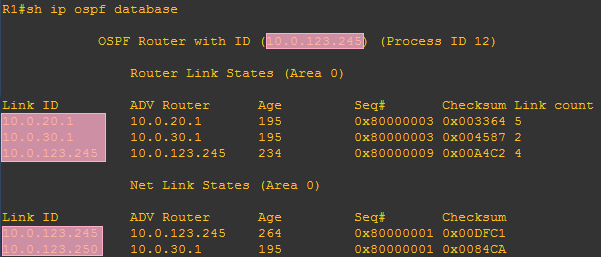 R1#sh ip ospf database
OSPF Router with ID (10.0.123.245) (Process ID 12)
Router Link States (Area 0)
Link ID ADV Router Age Seq# Checksum Link count
10.0.20.1 10.0.20.1 195 0x80000003 0x003364 5
10.0.30.1 10.0.30.1 195 0x80000003 0x004587 2
10.0.123.245 10.0.123.245 234 0x80000009 0x00A4C2 4
Net Link States (Area 0)
Link ID ADV Router Age Seq# Checksum
10.0.123.245 10.0.123.245 264 0x80000001 0x00DFC1
10.0.123.250 10.0.30.1 195 0x80000001 0x0084CA